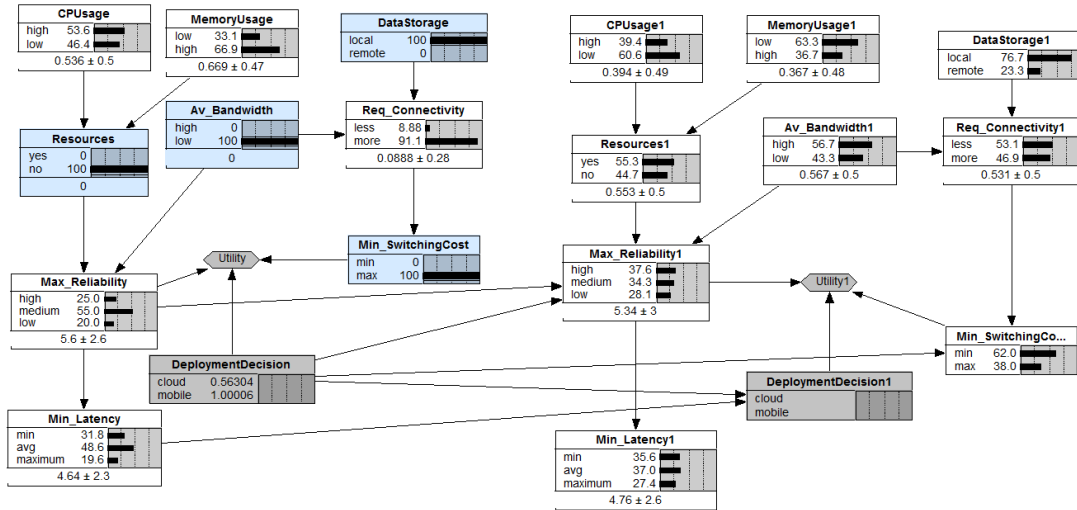 CPUsage
high 53.6
low 46.4
0.536 ± 0.5
MemoryUsage
low 33.1
high 66.9
0.669 ± 0.47
DataStorage
local 100
remote 0
CPUsage1
high 39.4
low 60.6
0.394 ± 0.49
MemoryUsage1
low 63.3
high 36.7
0.367 ± 0.48
DataStorage1
local 76.7
remote 23.3
Resources
yes 0
no 100
0
Av_Bandwidth
high 0
low 100
0
Req_Connectivity
less 8.88
more 91.1
0.0888 ± 0.28
Resources1
yes 55.3
no 44.7
0.553 ± 0.5
Av_Bandwidth1
high 56.7
low 43.3
0.567 ± 0.5
Req_Connectivity1
less 53.1
more 46.9
0.531 ± 0.5
Max_Reliability
high 25.0
medium 55.0
low 20.0
5.6 ± 2.6
Utility
Min_SwitchingCost
min 0
max 100
Max_Reliability1
high 37.6
medium 34.3
low 28.1
5.34 ± 3
Utility1
Min_SwitchingCo...
min 62.0
max 38.0
DeploymentDecision
cloud 0.56304
mobile 1.00006
DeploymentDecision1
cloud
mobile
Min_Latency
min 31.8
avg 48.6
maximum 19.6
4.64 ± 2.3
Min_Latency1
min 35.6
avg 37.0
maximum 27.4
4.76 ± 2.6